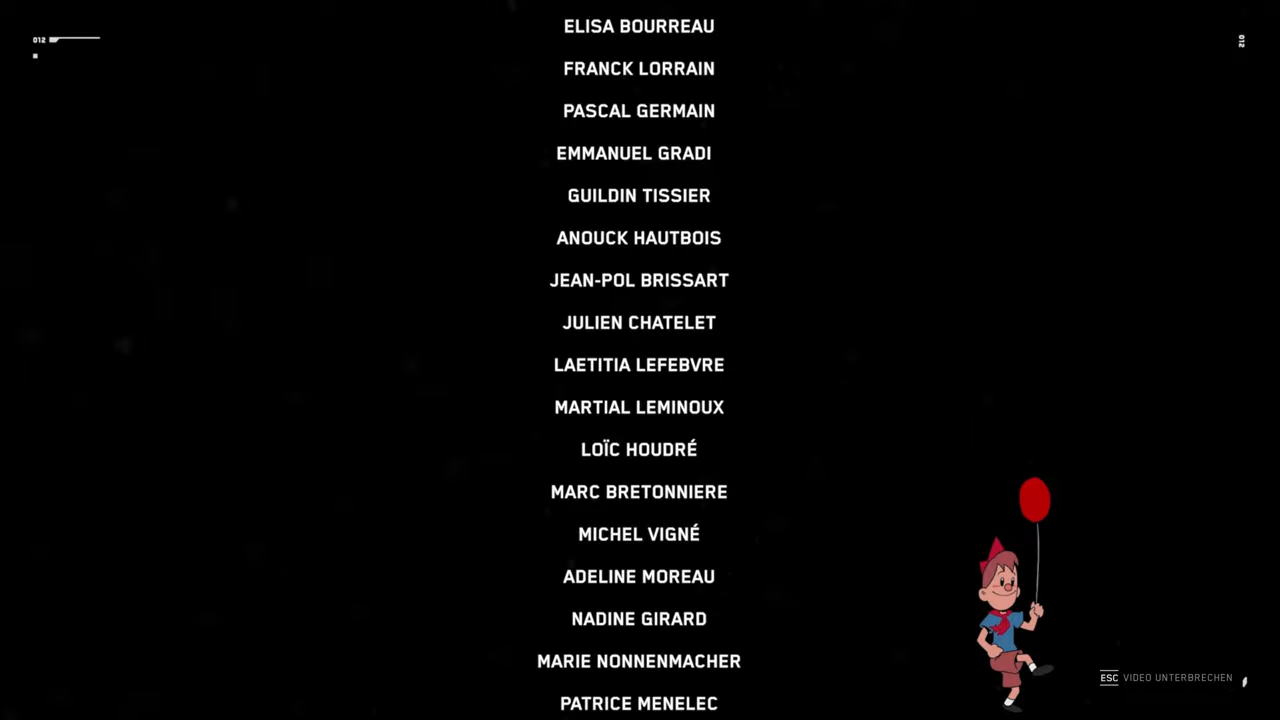 012
012
ELISA BOURREAU
FRANCK LORRAIN
PASCAL GERMAIN
EMMANUEL GRADI
GUILDIN TISSIER
ANOUCK HAUTBOIS
JEAN-POL BRISSART
JULIEN CHATELET
LAETITIA LEFEBVRE
MARTIAL LEMINOUX
LOÏC HOUDRÉ
MARC BRETONNIERE
MICHEL VIGNÉ
ADELINE MOREAU
NADINE GIRARD
MARIE NONNENMACHER
PATRICE MENELEC
ESC VIDEO UNTERBRECHEN